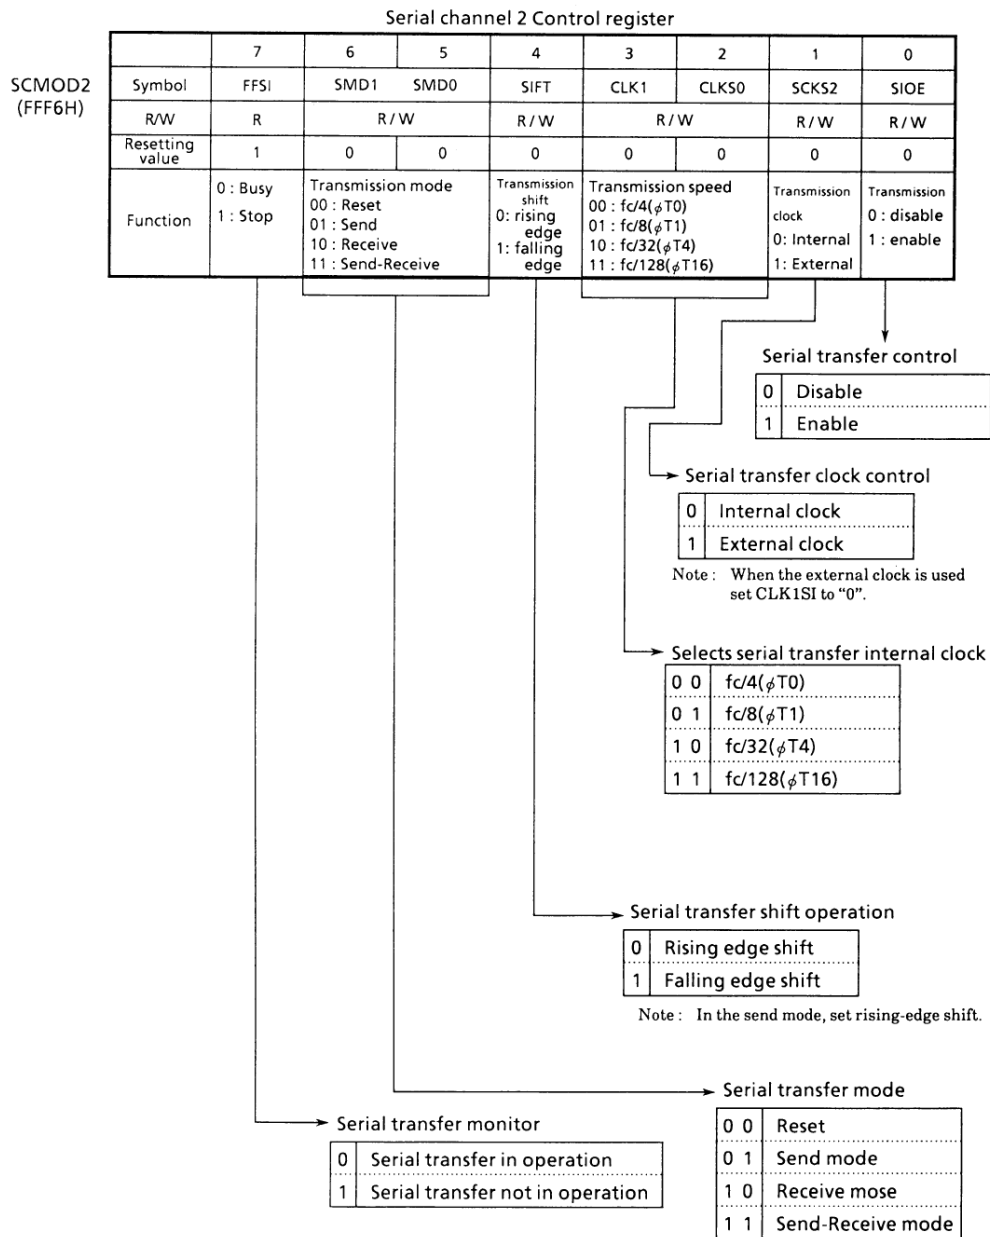 Serial channel 2 Control register
SCMOD2
(FFF6H)
7 6 5 4 3 2 1 0
Symbol FFSI SMD1 SMD0 SIFT CLK1 CLKS0 SCKS2 SIOE
R/W R R / W R / W R / W R / W R / W
Resetting
value
1 0 0 0 0 0 0 0
Function
0 : Busy
1 : Stop
Transmission mode
00 : Reset
01 : Send
10 : Receive
11 : Send-Receive
Transmission
shift
0: rising
edge
1: falling
edge
Transmission speed
00 : fc/4(φT0)
01 : fc/8(φT1)
10 : fc/32(φT4)
11 : fc/128(φT16)
Transmission
clock
0: Internal
1: External
Transmission
0 : disable
1 : enable
Serial transfer control
0 Disable
1 Enable
Serial transfer clock control
0 Internal clock
1 External clock
Note : When the external clock is used
set CLK1SI to “0”.
Selects serial transfer internal clock
0 0 fc/4(φT0)
0 1 fc/8(φT1)
1 0 fc/32(φT4)
1 1 fc/128(φT16)
Serial transfer shift operation
0 Rising edge shift
1 Falling edge shift
Note : In the send mode, set rising-edge shift.
Serial transfer mode
0 0 Reset
0 1 Send mode
1 0 Receive mose
1 1 Send-Receive mode
Serial transfer monitor
0 Serial transfer in operation
1 Serial transfer not in operation